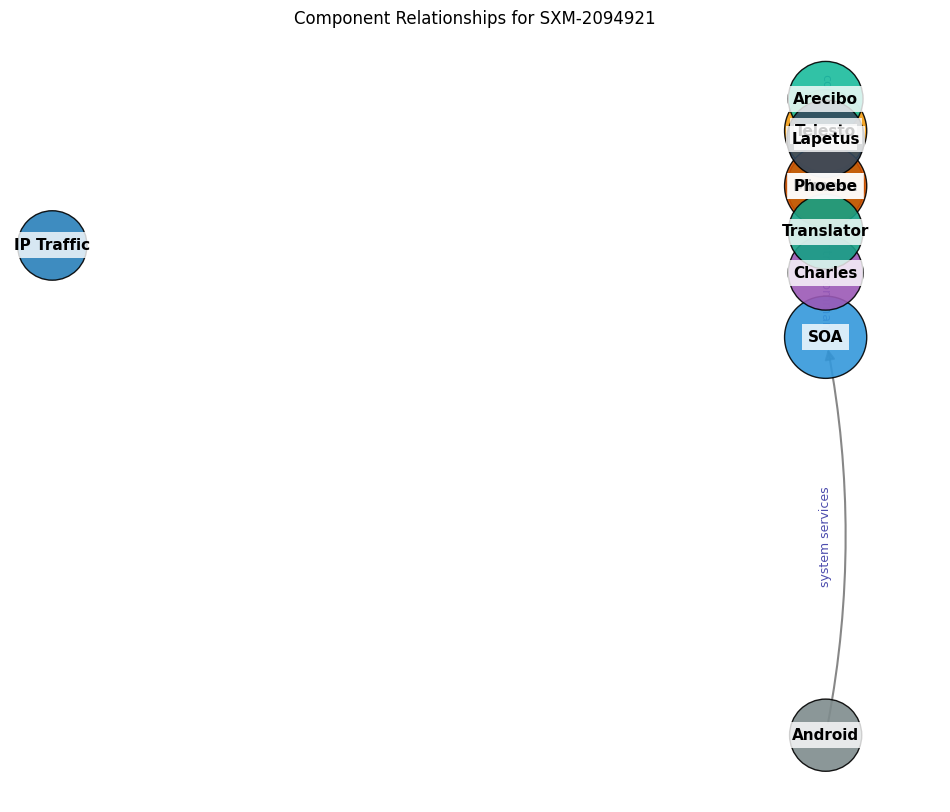 Component Relationships for SXM-2094921
Arecibo
Telesto
Lapetus
Phoebe
Translator
IP Traffic
Charles
SOA
system services
Android